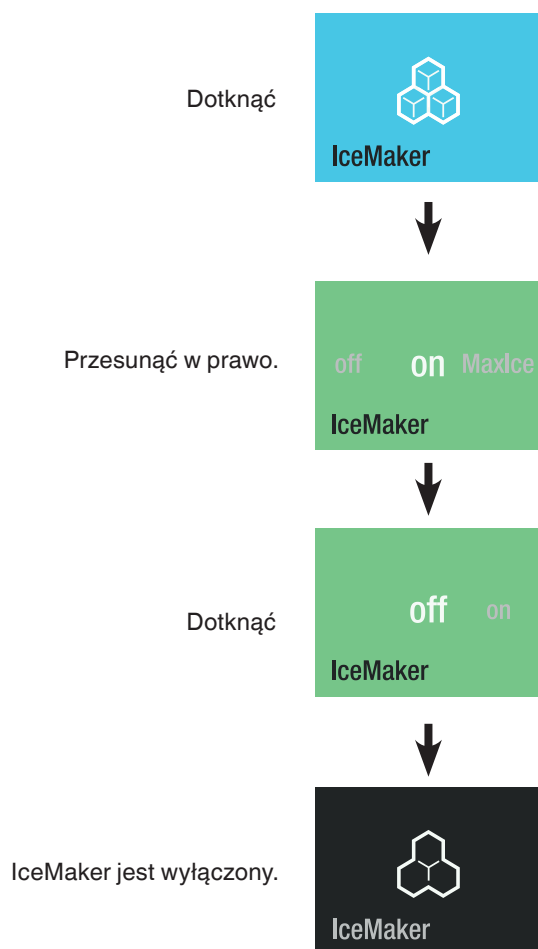 Dotknąć
IceMaker
Przesunąć w prawo.
off on MaxIce
IceMaker
Dotknąć
off on
IceMaker
IceMaker jest wyłączony.
IceMaker